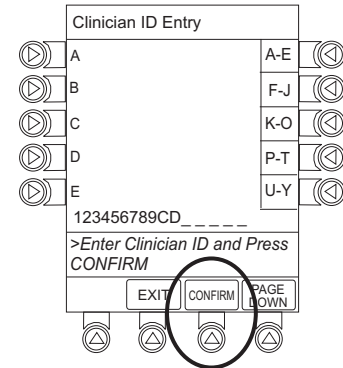 Clinician ID Entry
A A-E
B F-J
C K-O
D P-T
E U-Y
123456789CD_ _ _ _ _
>Enter Clinician ID and Press
CONFIRM
EXIT CONFIRM PAGE
DOWN